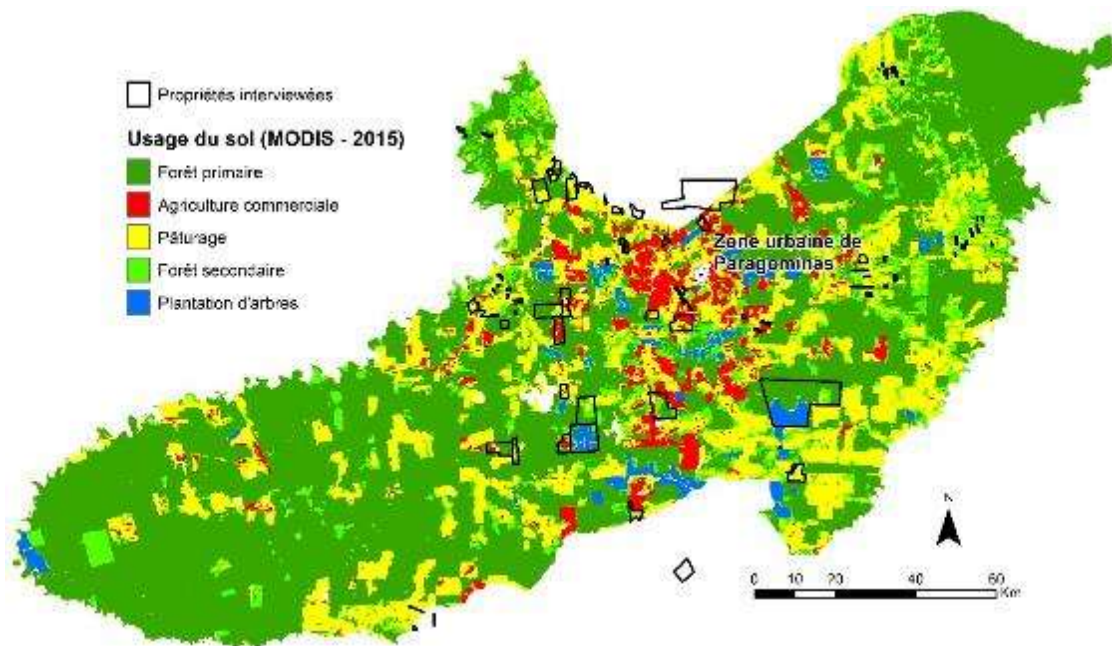 Propriétés interviewées
Usage du sol (MODIS - 2015)
Forêt primaire
Agriculture commerciale
Pâturage
Forêt secondaire
Plantation d'arbres
Zone urbaine de
Paragominas
N
0 10 20 40 60
Km